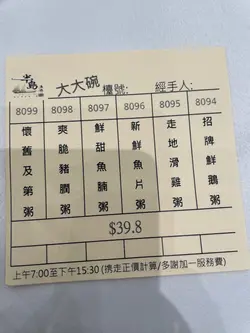 大大碗 檯號: 經手人:
8099 8098 8097 8096 8095 8094
懷舊及第粥
爽脆豬膶粥
鮮甜魚腩粥
新鮮魚片粥
走地滑雞粥
招牌鮮鵝粥
$39.8
上午7:00至下午15:30 (携走正價計算/多謝加一服務費)